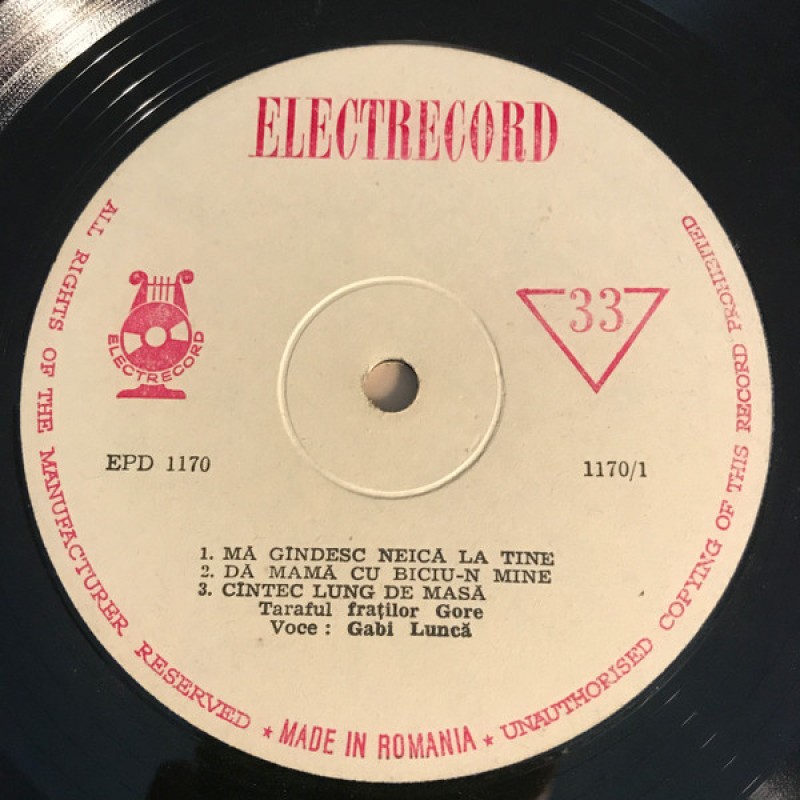 ELECTRECORD
ALL RIGHTS OF THE MANUFACTURER RESERVED ★ MADE IN ROMANIA ★ UNAUTHORISED COPYING OF THIS RECORD PROHIBITED
ELECTRECORD
33
EPD 1170
1170/1
1. MĂ GÎNDESC NEICĂ LA TINE
2. DĂ MAMĂ CU BICIU-N MINE
3. CÎNTEC LUNG DE MASĂ
Taraful fraților Gore
Voce : Gabi Luncă